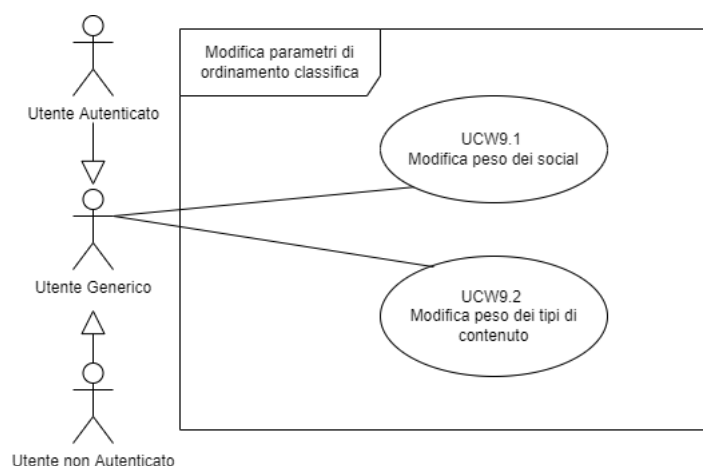 Modifica parametri di
ordinamento classifica
Utente Autenticato
UCW9.1
Modifica peso dei social
Utente Generico
UCW9.2
Modifica peso dei tipi di
contenuto
Utente non Autenticato